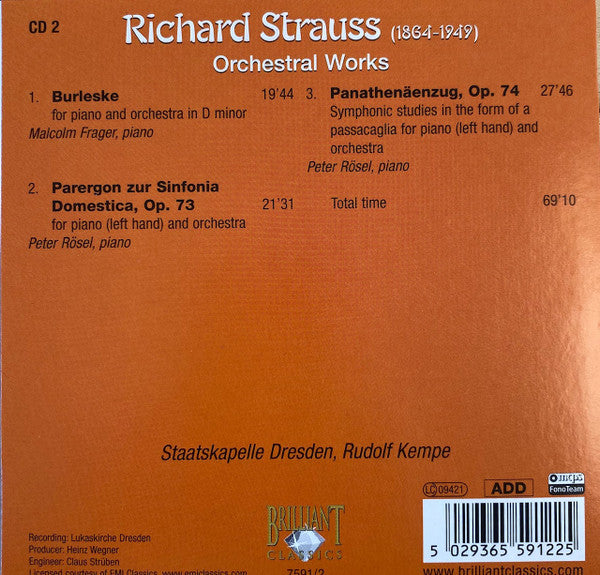 CD 2
Richard Strauss (1864-1949)
Orchestral Works
1. Burleske 19’44
for piano and orchestra in D minor
Malcolm Frager, piano
2. Parergon zur Sinfonia
Domestica, Op. 73 21’31
for piano (left hand) and orchestra
Peter Rösel, piano
3. Panathenäenzug, Op. 74 27’46
Symphonic studies in the form of a
passacaglia for piano (left hand) and
orchestra
Peter Rösel, piano
Total time 69’10
Staatskapelle Dresden, Rudolf Kempe
LC 09421
ADD
mcps
FonoTeam
Recording: Lukaskirche Dresden
Producer: Heinz Wegner
Engineer: Claus Strüben
Licensed courtesy of EMI Classics, www.emiclassics.com
BRILLIANT
CLASSICS
7591/2
5 029365 591225
www.brilliantclassics.com